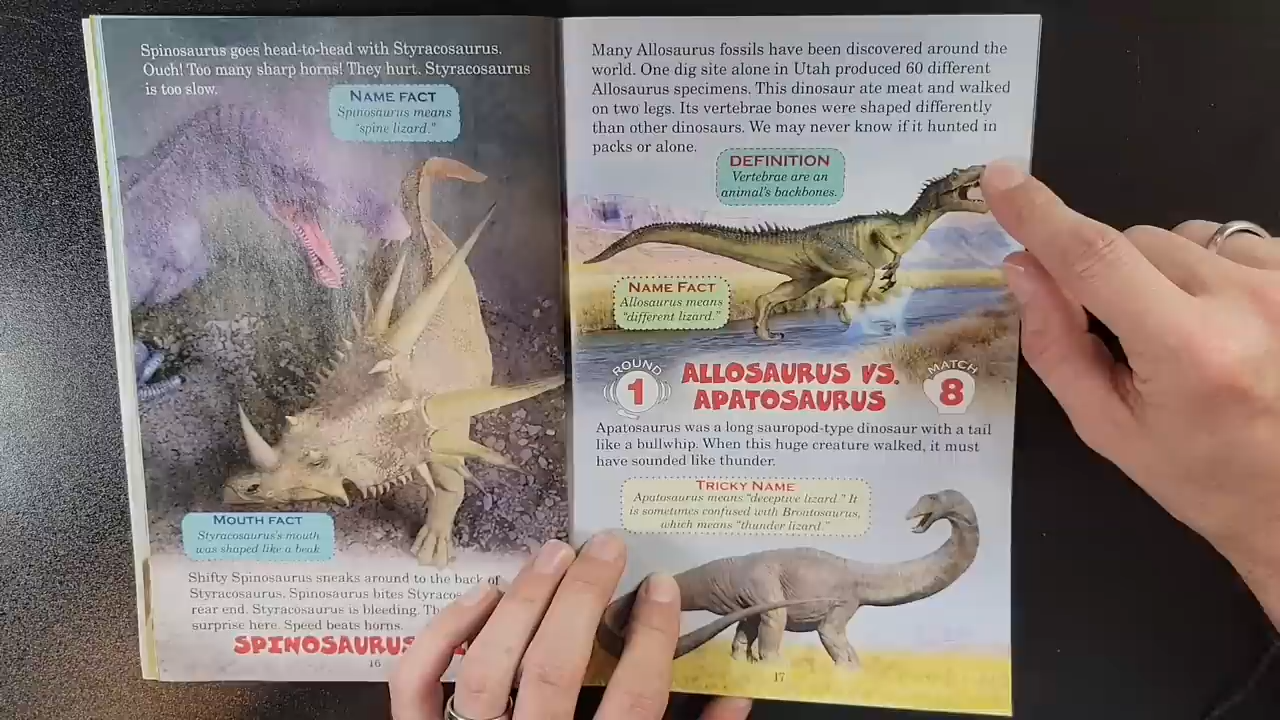 Spinosaurus goes head-to-head with Styracosaurus.
Ouch! Too many sharp horns! They hurt. Styracosaurus
is too slow.
NAME FACT
Spinosaurus means
"spine lizard."
MOUTH FACT
Styracosaurus's mouth
was shaped like a beak
Shifty Spinosaurus sneaks around to the back of
Styracosaurus. Spinosaurus bites
rear end. Styracosaurus is bleeding.
surprise here. Speed beats horns.
SPINOSAURUS
16
Many Allosaurus fossils have been discovered around the
world. One dig site alone in Utah produced 60 different
Allosaurus specimens. This dinosaur ate meat and walked
on two legs. Its vertebrae bones were shaped differently
than other dinosaurs. We may never know if it hunted in
packs or alone.
DEFINITION
Vertebrae are an
animal's backbones.
NAME FACT
Allosaurus means
"different lizard."
ROUND
1
ALLOSAURUS VS.
APATOSAURUS
MATCH
8
Apatosaurus was a long sauropod-type dinosaur with a tail
like a bullwhip. When this huge creature walked, it must
have sounded like thunder.
TRICKY NAME
Apatosaurus means "deceptive lizard." It
is sometimes confused with Brontosaurus,
which means "thunder lizard."
17